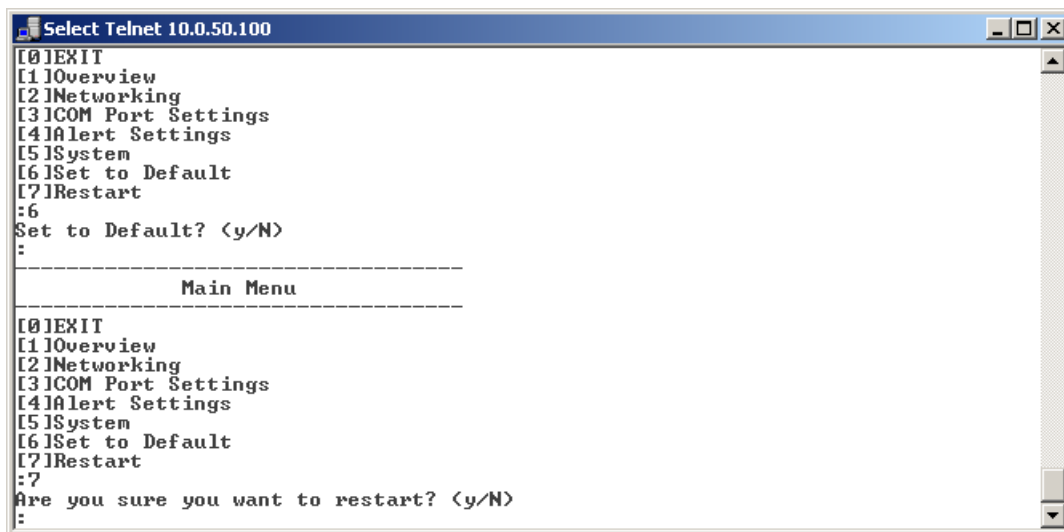 Select Telnet 10.0.50.100
[0]EXIT
[1]Overview
[2]Networking
[3]COM Port Settings
[4]Alert Settings
[5]System
[6]Set to Default
[7]Restart
:6
Set to Default? (y/N)
:
-----------------------------------
Main Menu
-----------------------------------
[0]EXIT
[1]Overview
[2]Networking
[3]COM Port Settings
[4]Alert Settings
[5]System
[6]Set to Default
[7]Restart
:7
Are you sure you want to restart? (y/N)
: